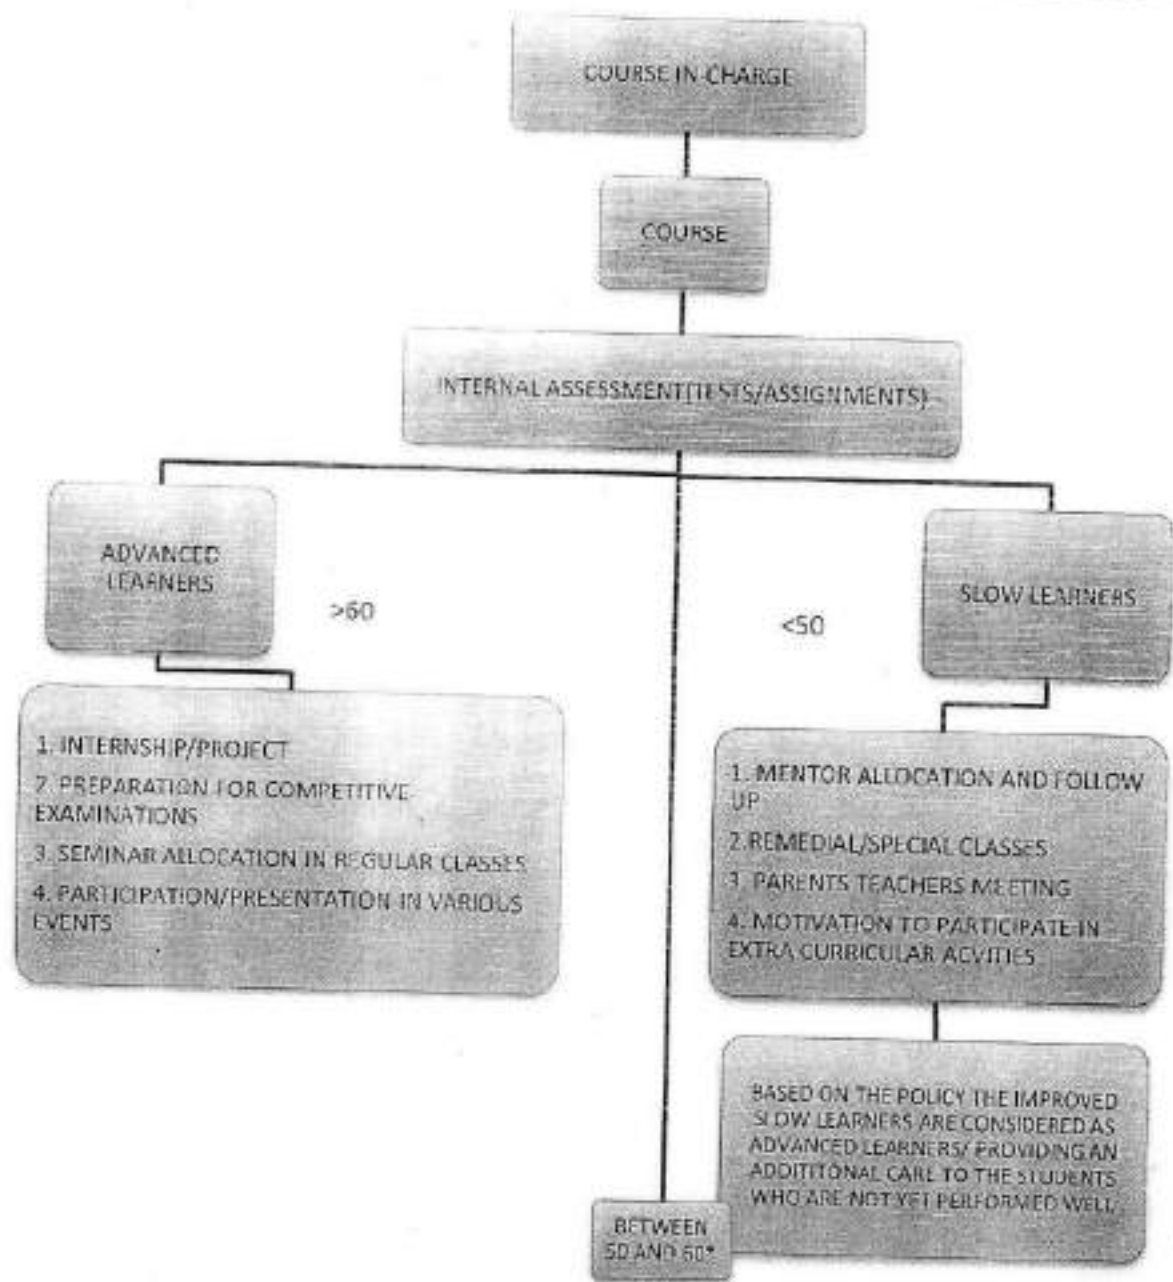 COURSE IN-CHARGE
COURSE
INTERNAL ASSESSMENT(TESTS/ASSIGNMENTS)
ADVANCED
LEARNERS
>60
<50
SLOW LEARNERS
1. INTERNSHIP/PROJECT
2. PREPARATION FOR COMPETITIVE
EXAMINATIONS
3. SEMINAR ALLOCATION IN REGULAR CLASSES
4. PARTICIPATION/PRESENTATION IN VARIOUS
EVENTS
1. MENTOR ALLOCATION AND FOLLOW
UP
2.REMEDIAL/SPECIAL CLASSES
3. PARENTS TEACHERS MEETING
4. MOTIVATION TO PARTICIPATE IN
EXTRA CURRICULAR ACVITIES
BASED ON THE POLICY THE IMPROVED
SLOW LEARNERS ARE CONSIDERED AS
ADVANCED LEARNERS/ PROVIDING AN
ADDITITONAL CARE TO THE STUDENTS
WHO ARE NOT YET PERFORMED WELL
BETWEEN
50 AND 60*